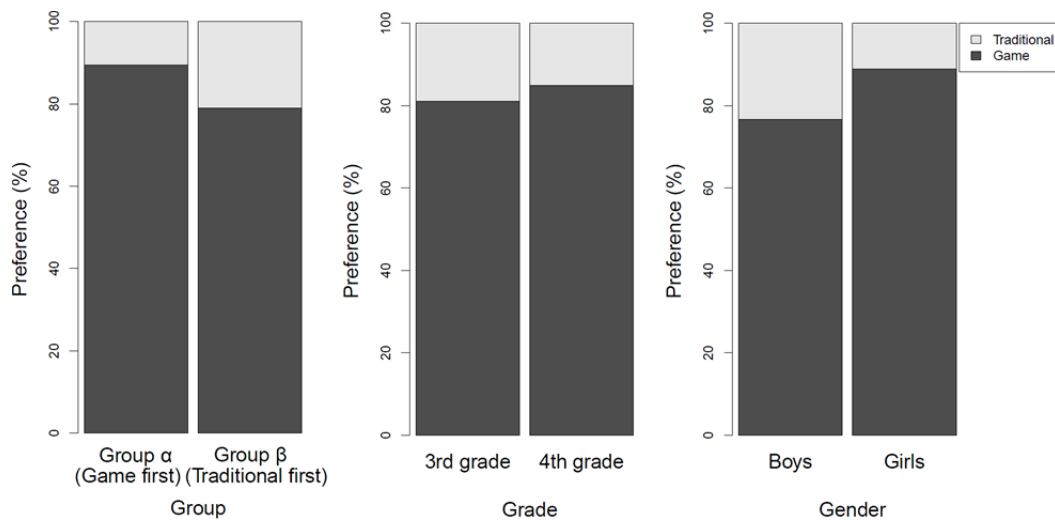 Preference (%)
100
80
60
40
20
0
Group α
(Game first)
Group β
(Traditional first)
Group
Preference (%)
100
80
60
40
20
0
3rd grade
4th grade
Grade
Preference (%)
100
80
60
40
20
0
Boys
Girls
Gender
Traditional
Game